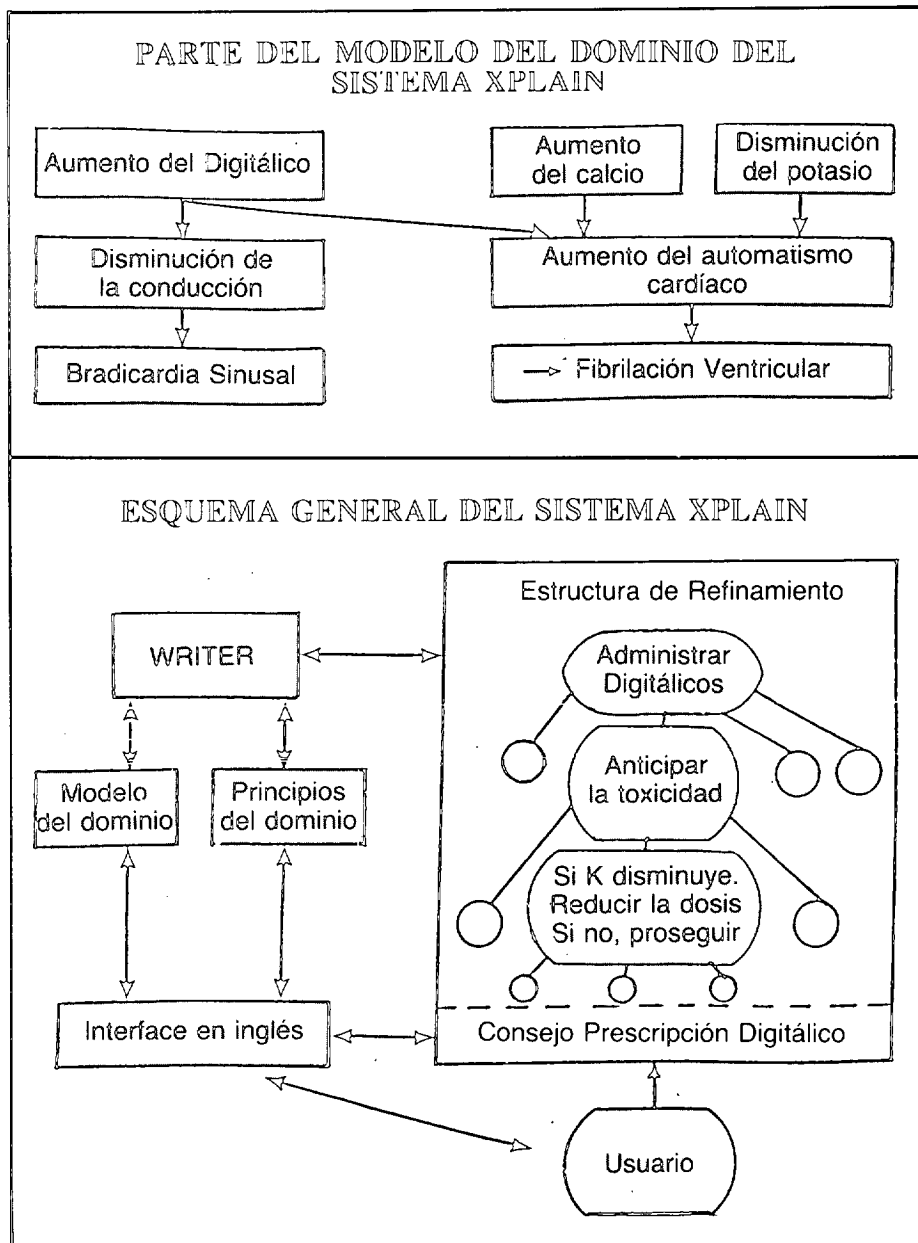 PARTE DEL MODELO DEL DOMINIO DEL
SISTEMA XPLAIN
Aumento del Digitálico
Aumento
del calcio
Disminución
del potasio
Disminución de
la conducción
Aumento del automatismo
cardíaco
Bradicardia Sinusal
Fibrilación Ventricular
ESQUEMA GENERAL DEL SISTEMA XPLAIN
Estructura de Refinamiento
WRITER
Administrar
Digitálicos
Modelo
del dominio
Principios
del dominio
Anticipar
la toxicidad
Si K disminuye.
Reducir la dosis
Si no, proseguir
Interface en inglés
Consejo Prescripción Digitálico
Usuario